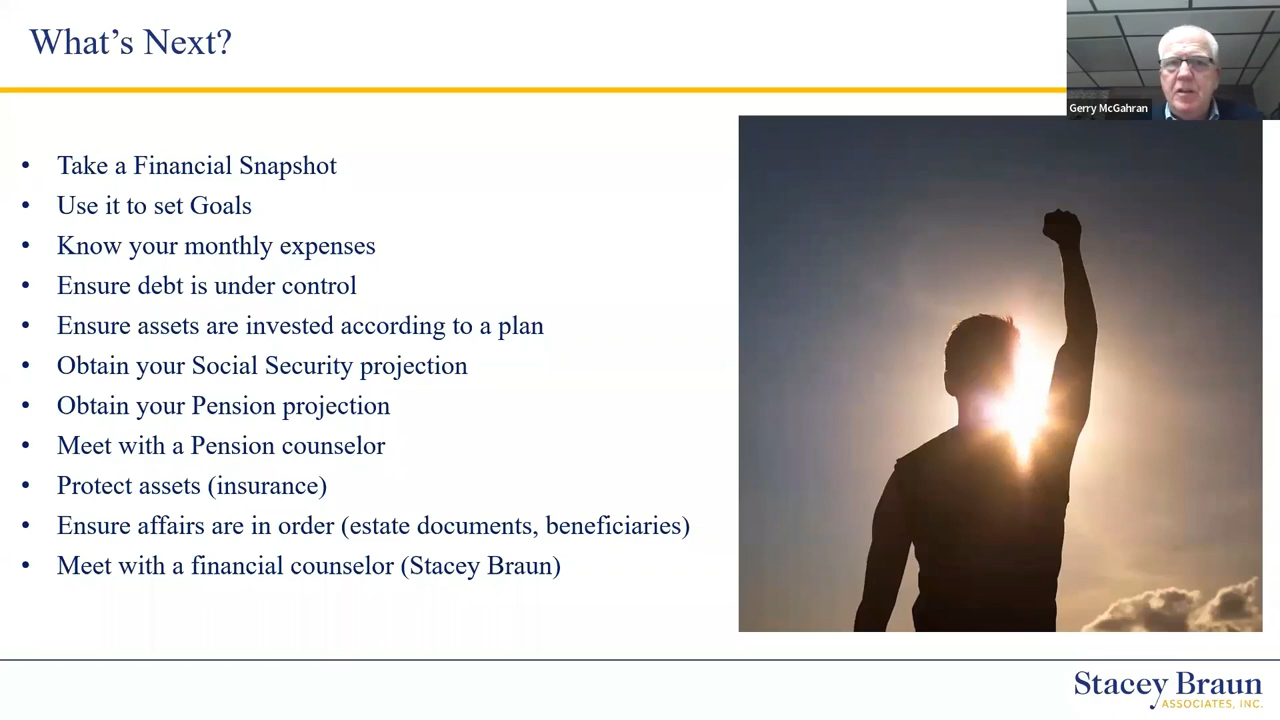 What’s Next?
Gerry McGahran
• Take a Financial Snapshot
• Use it to set Goals
• Know your monthly expenses
• Ensure debt is under control
• Ensure assets are invested according to a plan
• Obtain your Social Security projection
• Obtain your Pension projection
• Meet with a Pension counselor
• Protect assets (insurance)
• Ensure affairs are in order (estate documents, beneficiaries)
• Meet with a financial counselor (Stacey Braun)
Stacey Braun
ASSOCIATES, INC.